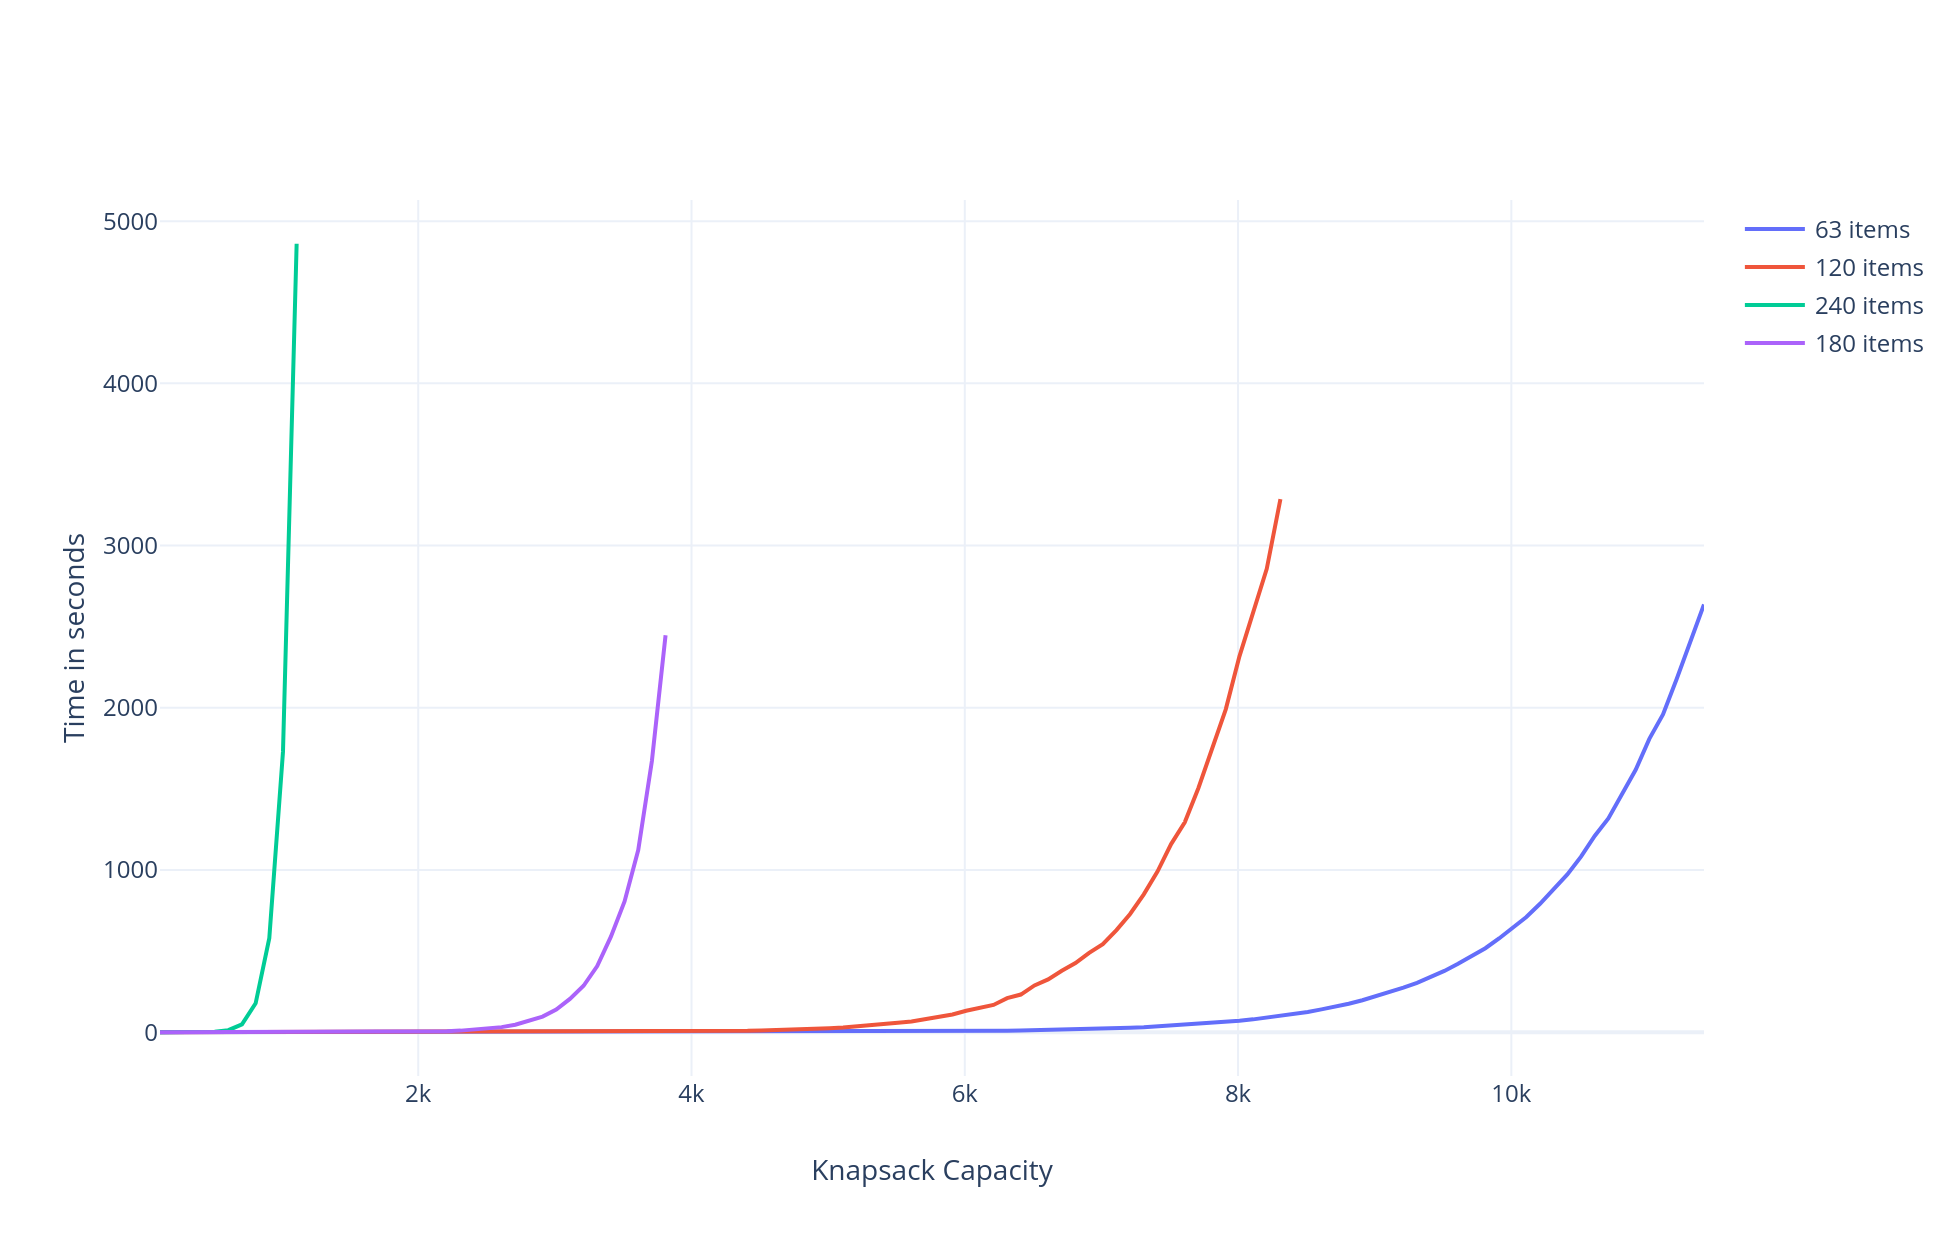 5000
4000
3000
2000
1000
0
Time in seconds
2k
4k
6k
8k
10k
Knapsack Capacity
63 items
120 items
240 items
180 items